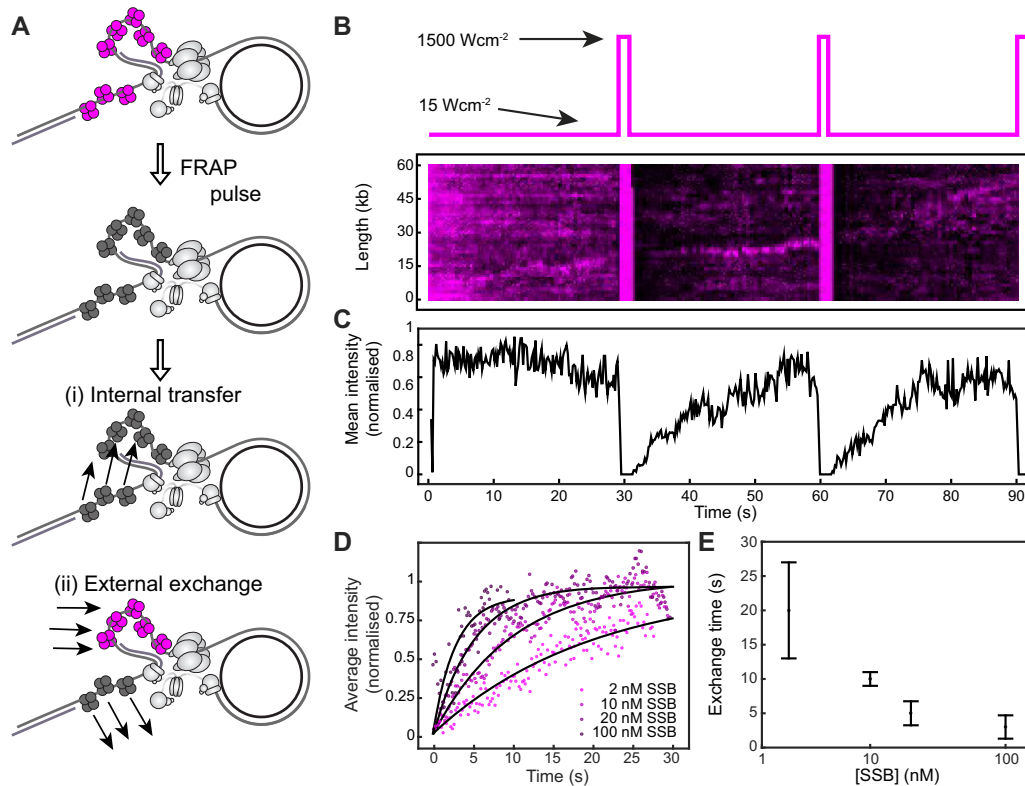 A
FRAP
pulse
(i) Internal transfer
(ii) External exchange
B
1500 Wcm-2
15 Wcm-2
60
45
30
15
0
Length (kb)
C
1
0.8
0.6
0.4
0.2
0
Mean intensity
(normalised)
0 10 20 30 40 50 60 70 80 90
Time (s)
D
1
0.75
0.5
0.25
0
Average intensity
(normalised)
2 nM SSB
10 nM SSB
20 nM SSB
100 nM SSB
0 5 10 15 20 25 30
Time (s)
E
30
25
20
15
10
5
0
Exchange time (s)
1 10 100
[SSB] (nM)